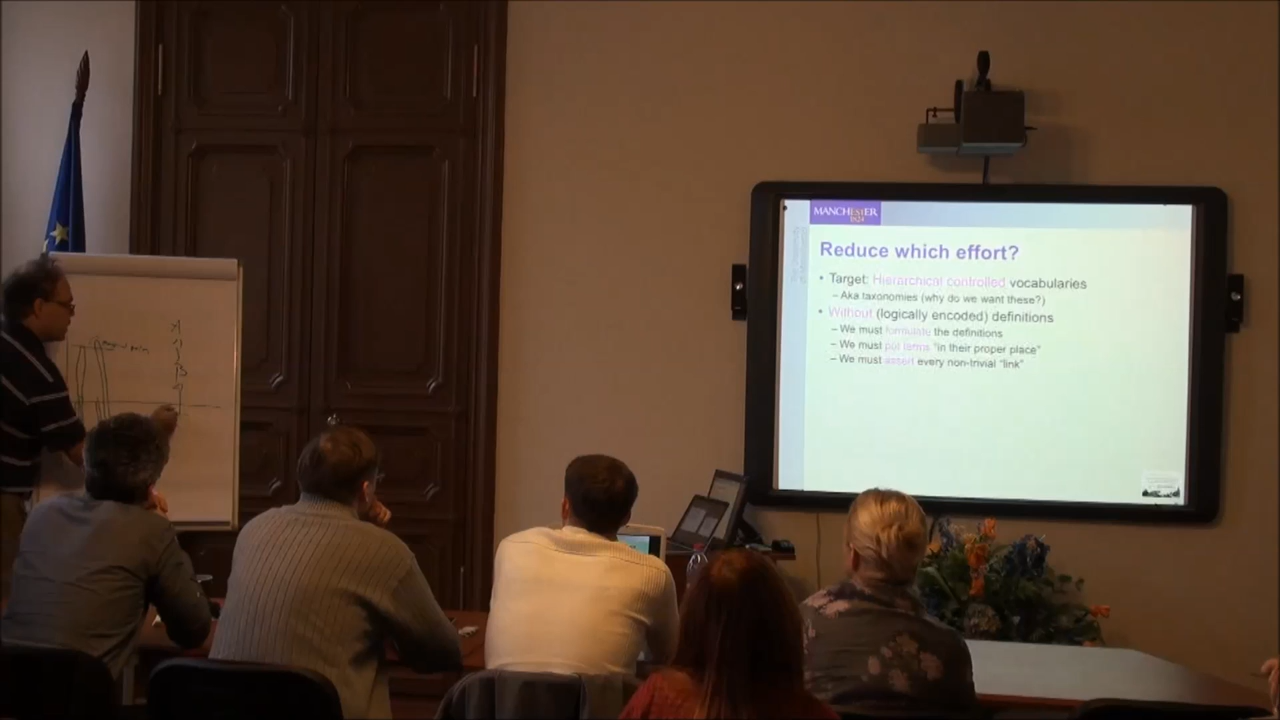 MANCHESTER
1824
Reduce which effort?
• Target: Hierarchical controlled vocabularies
– Aka taxonomies (why do we want these?)
• Without (logically encoded) definitions
– We must formulate the definitions
– We must put terms "in their proper place"
– We must assert every non-trivial "link"